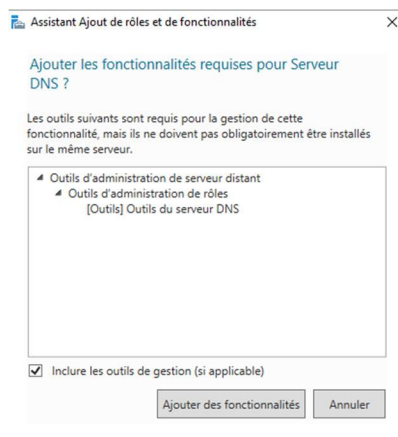 Assistant Ajout de rôles et de fonctionnalités
Ajouter les fonctionnalités requises pour Serveur
DNS ?
Les outils suivants sont requis pour la gestion de cette
fonctionnalité, mais ils ne doivent pas obligatoirement être installés
sur le même serveur.
Outils d'administration de serveur distant
Outils d'administration de rôles
[Outils] Outils du serveur DNS
Inclure les outils de gestion (si applicable)
Ajouter des fonctionnalités
Annuler